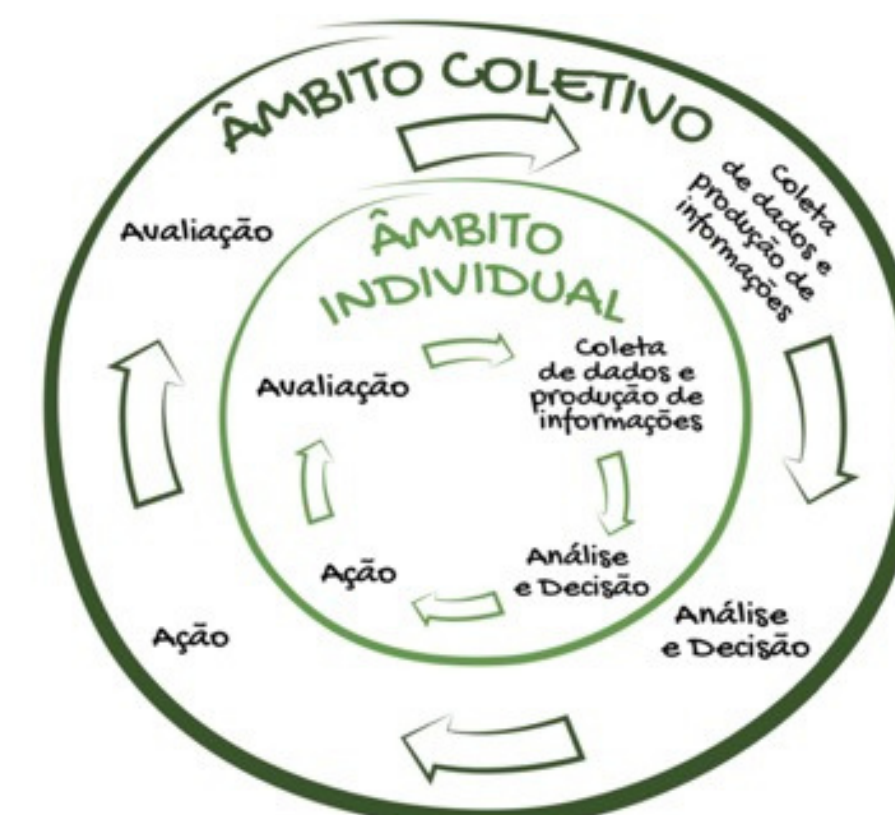 ÂMBITO COLETIVO
Avaliação
Coleta
de dados e
produção de
informações
ÂMBITO
INDIVIDUAL
Avaliação
Coleta
de dados e
produção de
informações
Análise
e Decisão
Ação
Análise
e Decisão
Ação